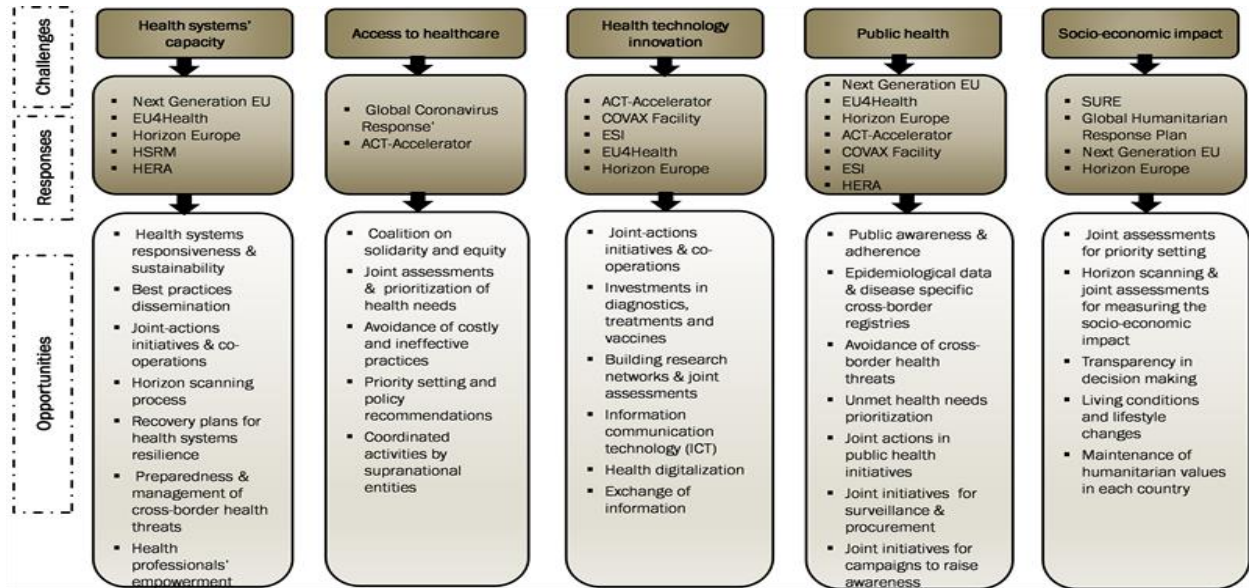 Challenges
Health systems'
capacity
Access to healthcare
Health technology
innovation
Public health
Socio-economic impact
Responses
▪ Next Generation EU
▪ EU4Health
▪ Horizon Europe
▪ HSRM
▪ HERA
▪ Global Coronavirus
Response'
▪ ACT-Accelerator
▪ ACT-Accelerator
▪ COVAX Facility
▪ ESI
▪ EU4Health
▪ Horizon Europe
▪ Next Generation EU
▪ EU4Health
▪ Horizon Europe
▪ ACT-Accelerator
▪ COVAX Facility
▪ ESI
▪ HERA
▪ SURE
▪ Global Humanitarian
Response Plan
▪ Next Generation EU
▪ Horizon Europe
Opportunities
▪ Health systems
responsiveness &
sustainability
▪ Best practices
dissemination
▪ Joint-actions
initiatives & co-
operations
▪ Horizon scanning
process
▪ Recovery plans for
health systems
resilience
▪ Preparedness &
management of
cross-border health
threats
▪ Health
professionals'
empowerment
▪ Coalition on
solidarity and equity
▪ Joint assessments
& prioritization of
health needs
▪ Avoidance of costly
and ineffective
practices
▪ Priority setting and
policy
recommendations
▪ Coordinated
activities by
supranational
entities
▪ Joint-actions
initiatives & co-
operations
▪ Investments in
diagnostics,
treatments and
vaccines
▪ Building research
networks & joint
assessments
▪ Information
communication
technology (ICT)
▪ Health digitalization
▪ Exchange of
information
▪ Public awareness &
adherence
▪ Epidemiological data
& disease specific
cross-border
registries
▪ Avoidance of cross-
border health
threats
▪ Unmet health needs
prioritization
▪ Joint actions in
public health
initiatives
▪ Joint initiatives for
surveillance &
procurement
▪ Joint initiatives for
campaigns to raise
awareness
▪ Joint assessments
for priority setting
▪ Horizon scanning &
joint assessments
for measuring the
socio-economic
impact
▪ Transparency in
decision making
▪ Living conditions
and lifestyle
changes
▪ Maintenance of
humanitarian values
in each country